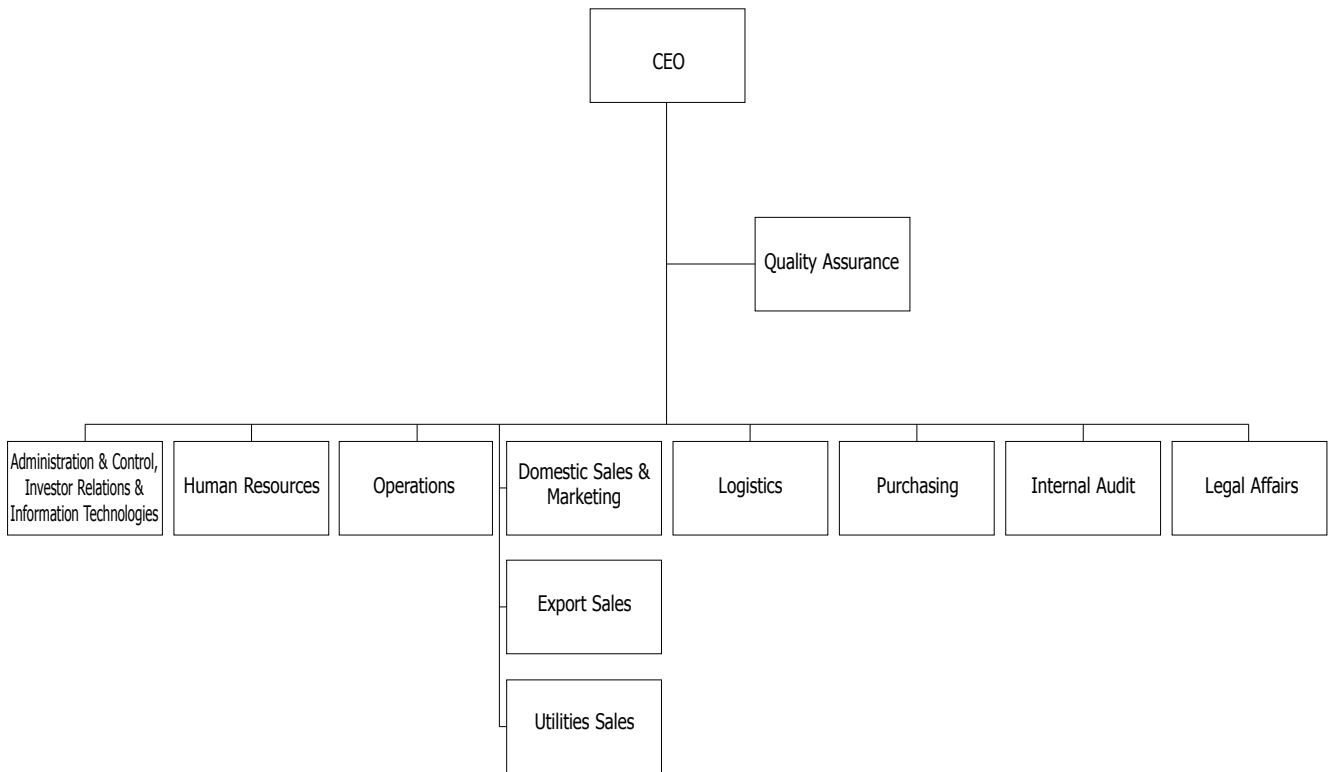 CEO
Quality Assurance
Administration & Control,
Investor Relations &
Information Technologies
Human Resources
Operations
Domestic Sales &
Marketing
Logistics
Purchasing
Internal Audit
Legal Affairs
Export Sales
Utilities Sales